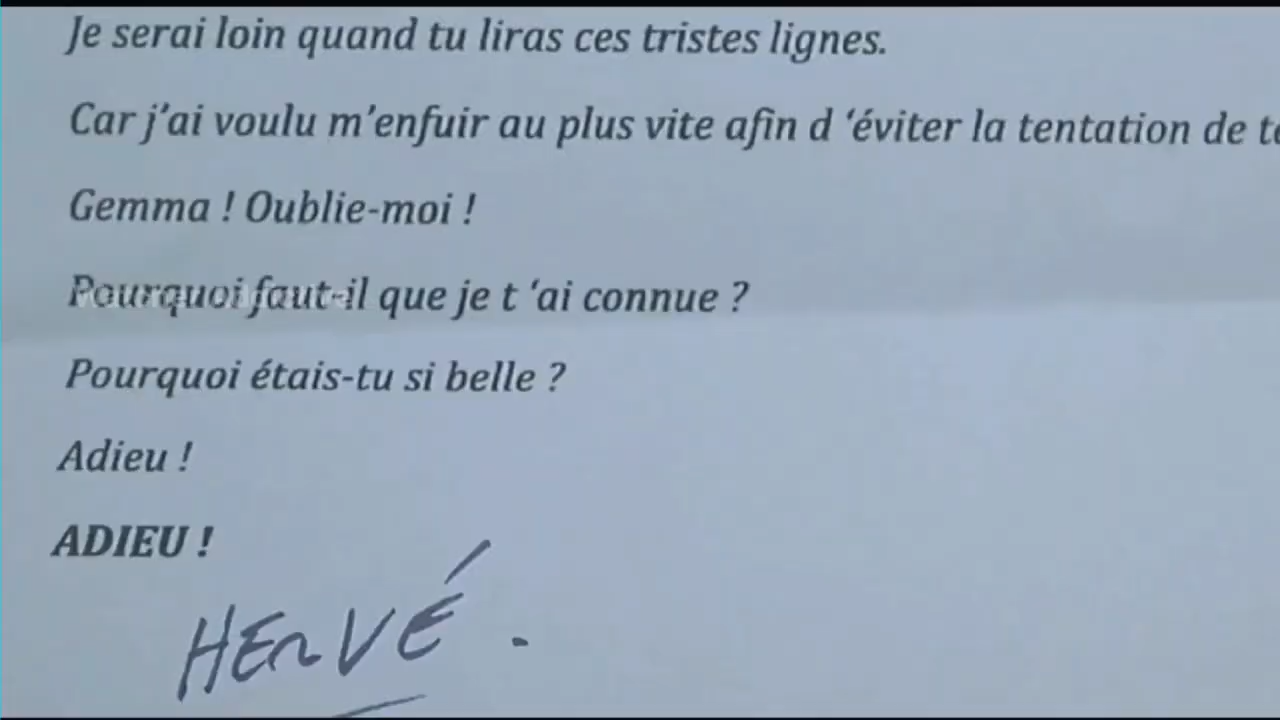 Je serai loin quand tu liras ces tristes lignes.
Car j'ai voulu m'enfuir au plus vite afin d 'éviter la tentation de
Gemma ! Oublie-moi !
Pourquoi faut-il que je t 'ai connue ?
Pourquoi étais-tu si belle ?
Adieu !
ADIEU !
HERVÉ.